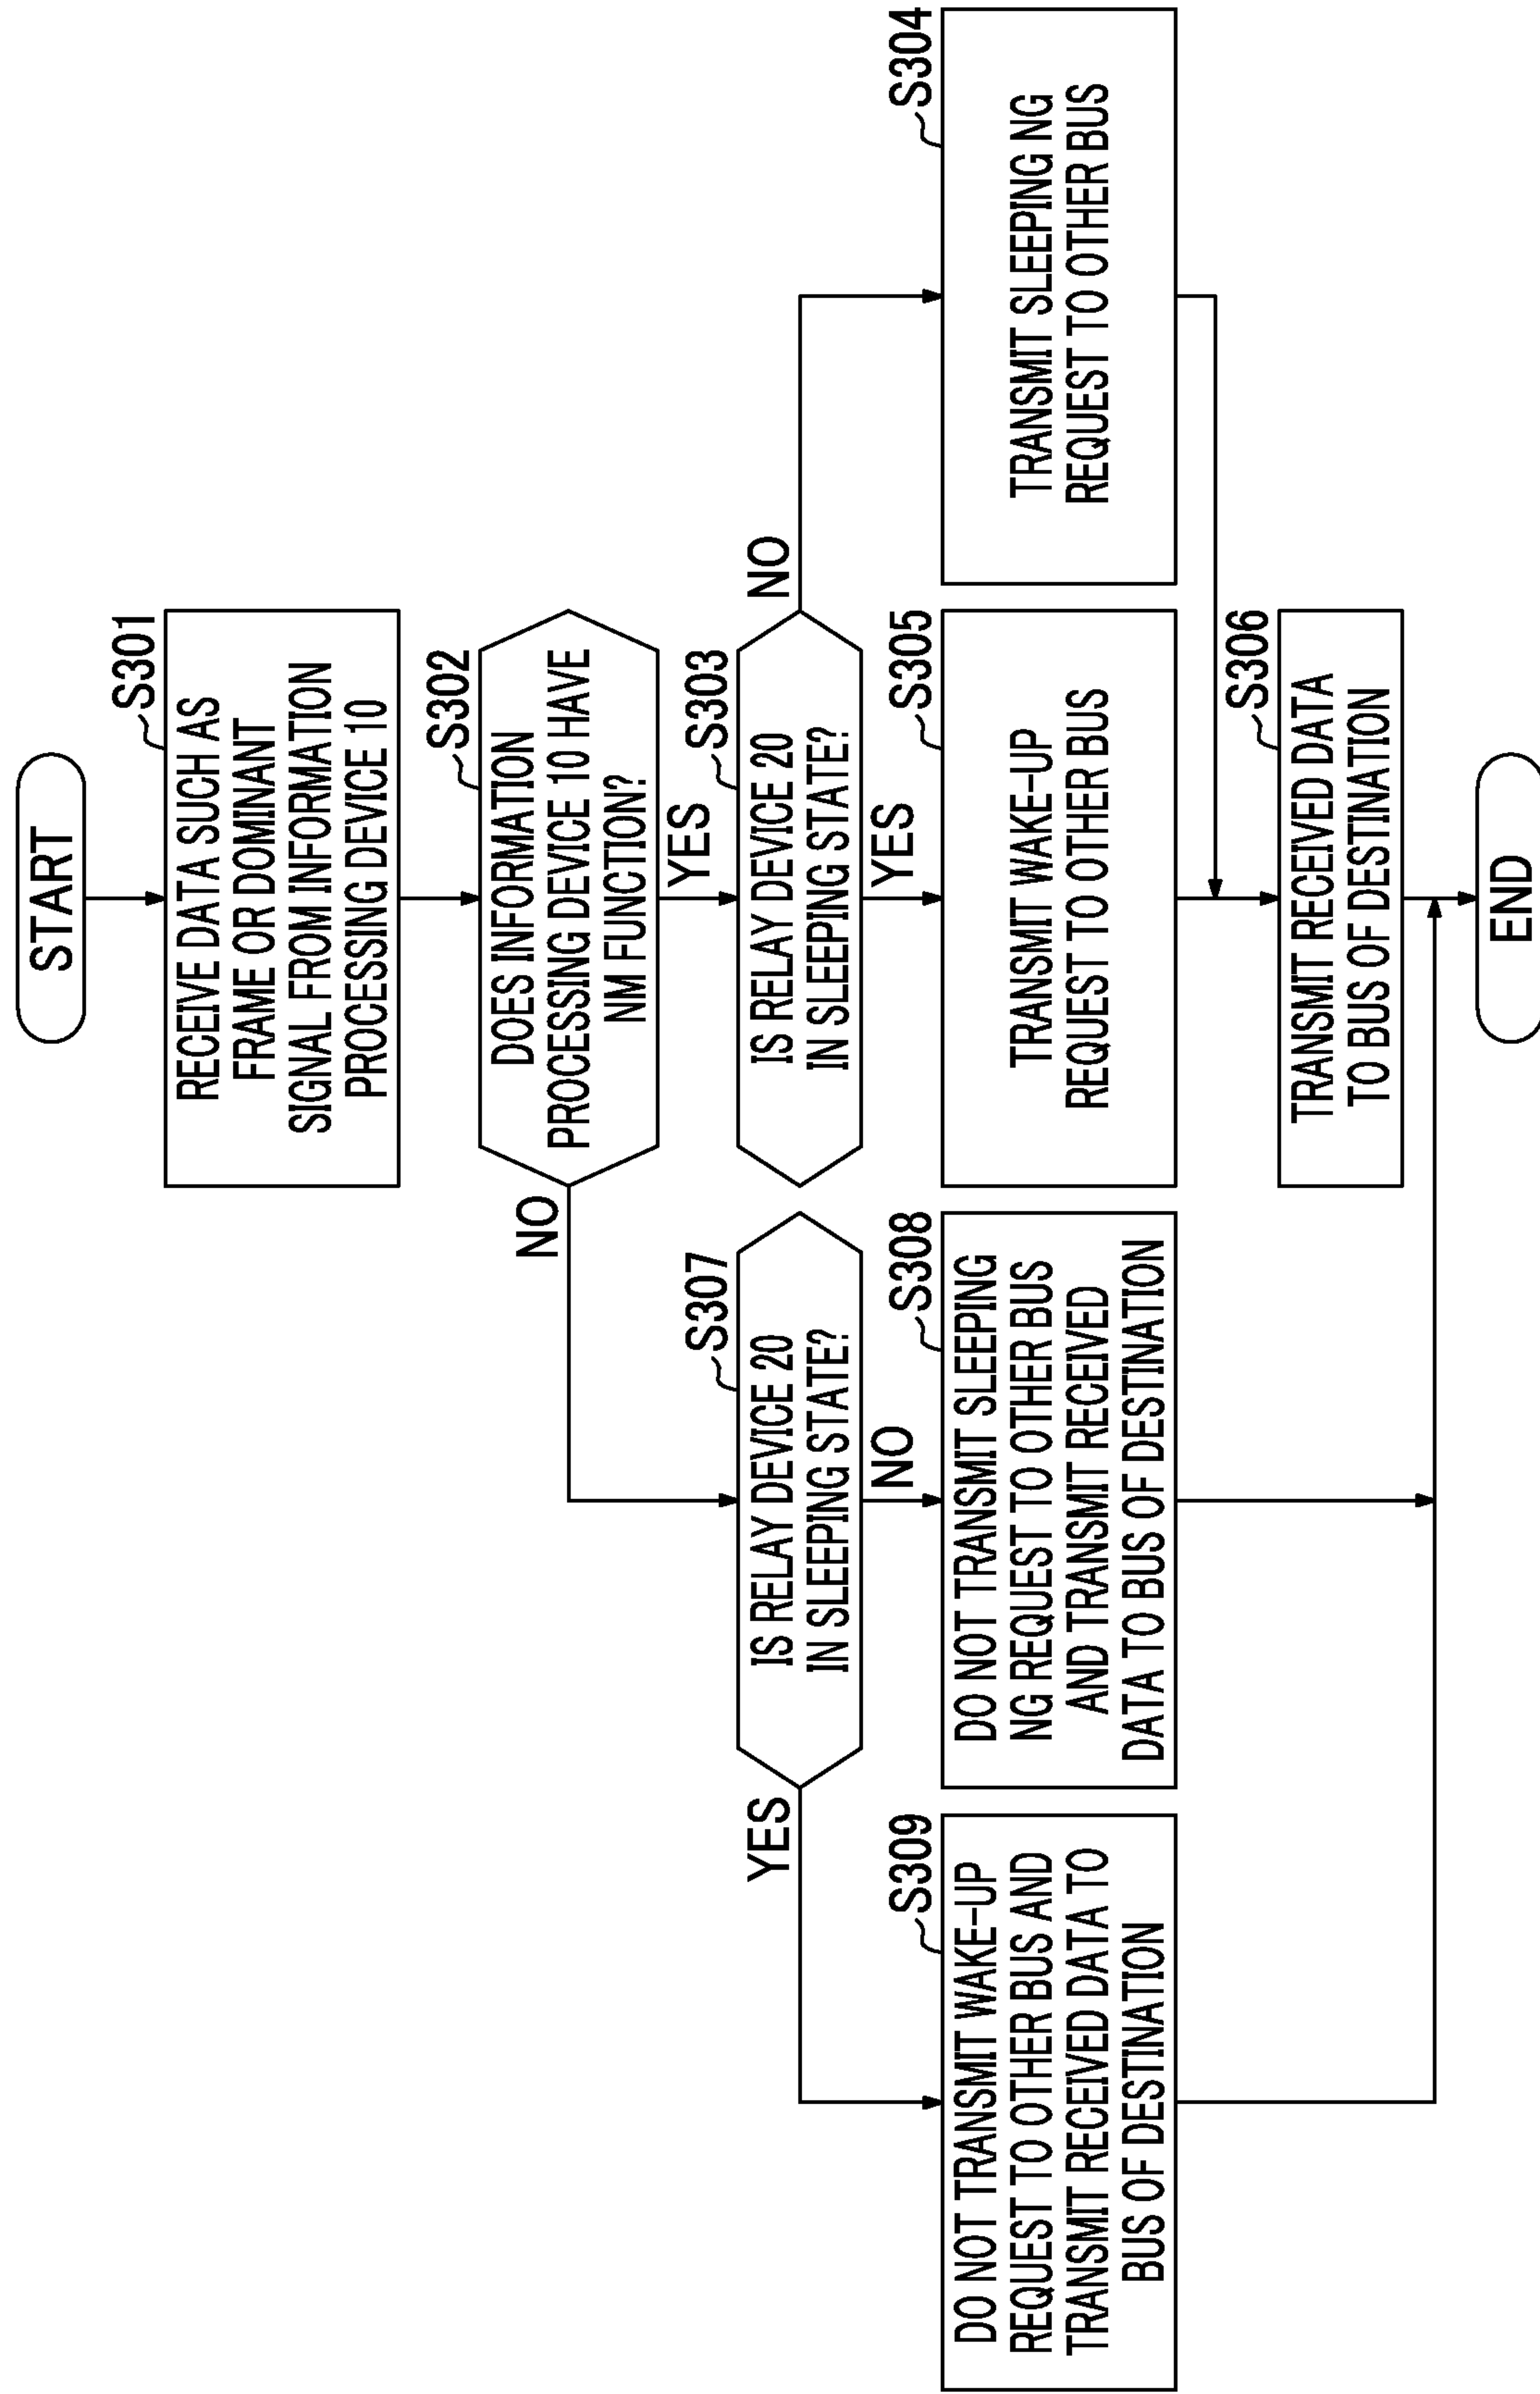 START
S301
RECEIVE DATA SUCH AS
FRAME OR DOMINANT
SIGNAL FROM INFORMATION
PROCESSING DEVICE 10
S302
DOES INFORMATION
PROCESSING DEVICE 10 HAVE
NM FUNCTION?
NO
YES
S307
IS RELAY DEVICE 20
IN SLEEPING STATE?
YES
NO
S303
IS RELAY DEVICE 20
IN SLEEPING STATE?
NO
YES
S309
DO NOT TRANSMIT WAKE-UP
REQUEST TO OTHER BUS AND
TRANSMIT RECEIVED DATA TO
BUS OF DESTINATION
S308
DO NOT TRANSMIT SLEEPING
NG REQUEST TO OTHER BUS
AND TRANSMIT RECEIVED
DATA TO BUS OF DESTINATION
S305
TRANSMIT WAKE-UP
REQUEST TO OTHER BUS
S304
TRANSMIT SLEEPING NG
REQUEST TO OTHER BUS
S306
TRANSMIT RECEIVED DATA
TO BUS OF DESTINATION
END